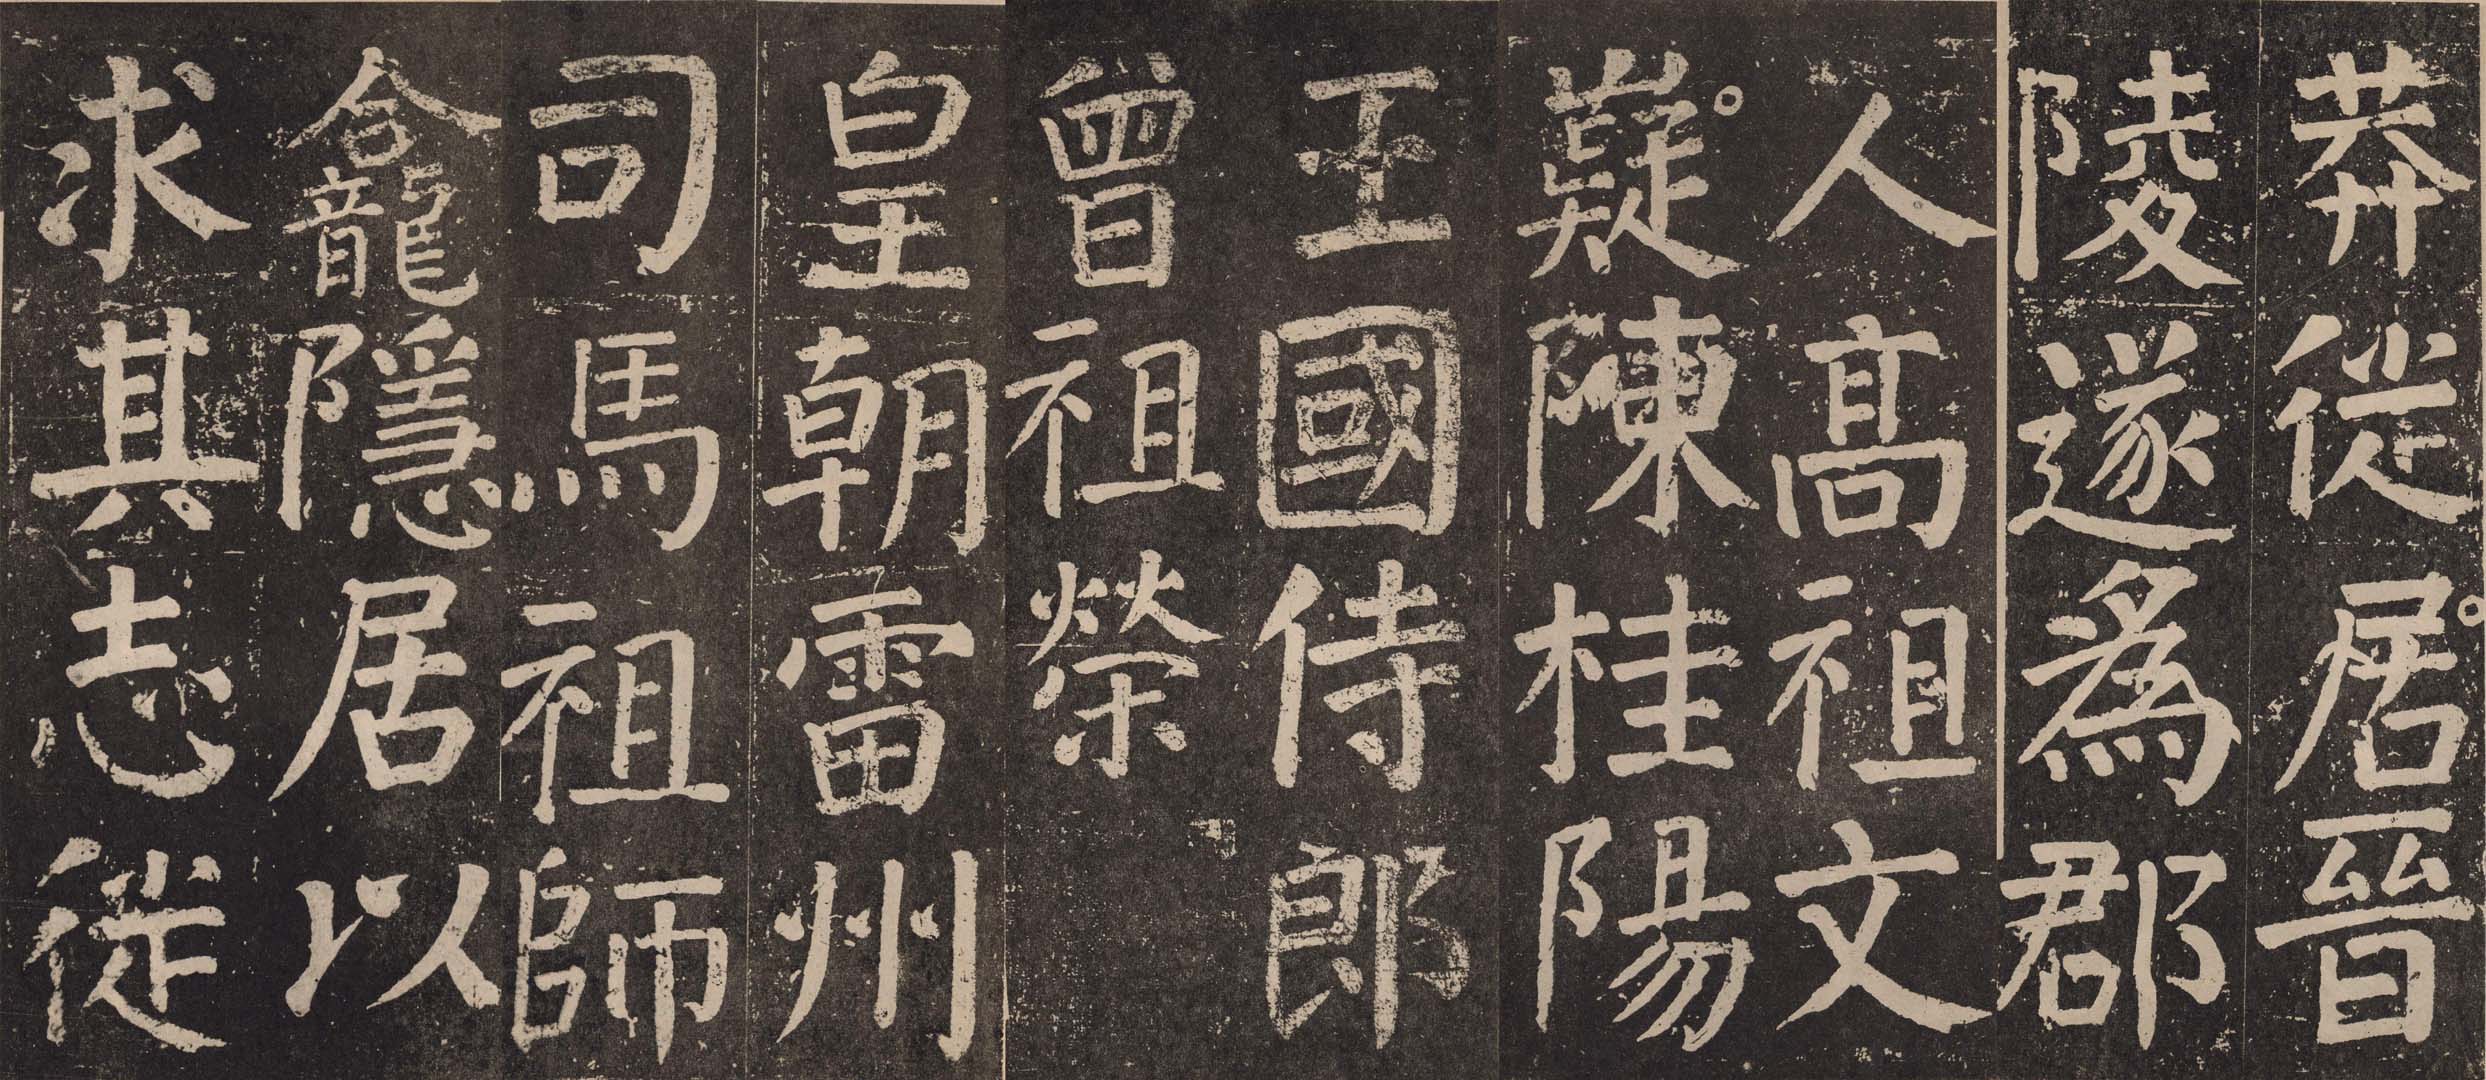 莽從居晉
陵遂為郡
人高祖文
嶷陳桂陽
王國侍郎
曾祖榮
皇朝雷州
司馬祖師
龕隱居以
求其志從